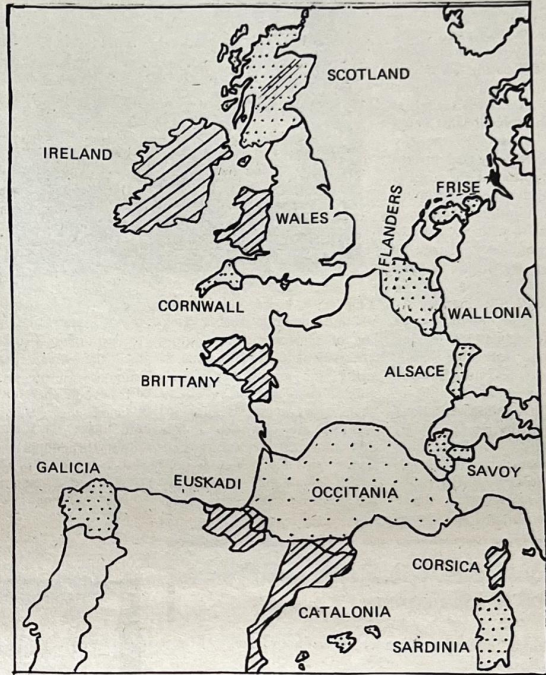 SCOTLAND
IRELAND
FRISE
WALES
FLANDERS
CORNWALL
WALLONIA
BRITTANY
ALSACE
GALICIA
EUSKADI
OCCITANIA
SAVOY
CORSICA
CATALONIA
SARDINIA